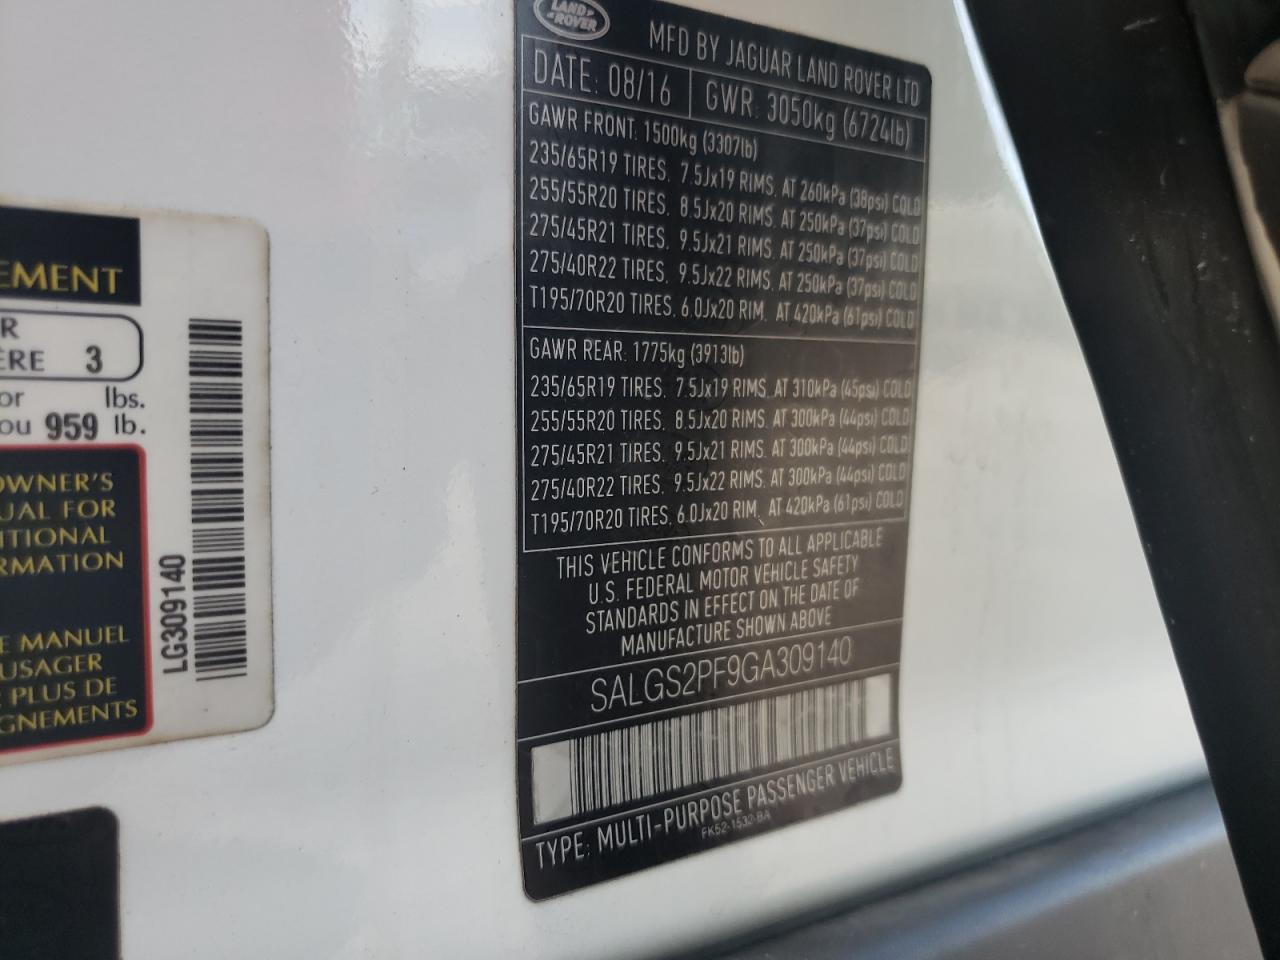 EMENT
R
ÈRE 3
or lbs.
ou 959 lb.
OWNER'S
UAL FOR
ITIONAL
RMATION
E MANUEL
USAGER
PLUS DE
GNEMENTS
LG309140
LAND ROVER
MFD BY JAGUAR LAND ROVER LTD
DATE: 08/16 GWR: 3050kg (6724lb)
GAWR FRONT: 1500kg (3307lb)
235/65R19 TIRES, 7.5Jx19 RIMS, AT 260kPa (38psi) COLD
255/55R20 TIRES, 8.5Jx20 RIMS, AT 250kPa (37psi) COLD
275/45R21 TIRES, 9.5Jx21 RIMS, AT 250kPa (37psi) COLD
275/40R22 TIRES, 9.5Jx22 RIMS, AT 250kPa (37psi) COLD
T195/70R20 TIRES, 6.0Jx20 RIM, AT 420kPa (61psi) COLD
GAWR REAR: 1775kg (3913lb)
235/65R19 TIRES, 7.5Jx19 RIMS, AT 310kPa (45psi) COLD
255/55R20 TIRES, 8.5Jx20 RIMS, AT 300kPa (44psi) COLD
275/45R21 TIRES, 9.5Jx21 RIMS, AT 300kPa (44psi) COLD
275/40R22 TIRES, 9.5Jx22 RIMS, AT 300kPa (44psi) COLD
T195/70R20 TIRES, 6.0Jx20 RIM, AT 420kPa (61psi) COLD
THIS VEHICLE CONFORMS TO ALL APPLICABLE
U.S. FEDERAL MOTOR VEHICLE SAFETY
STANDARDS IN EFFECT ON THE DATE OF
MANUFACTURE SHOWN ABOVE
SALGS2PF9GA309140
TYPE: MULTI-PURPOSE PASSENGER VEHICLE
FK52-1532-BA